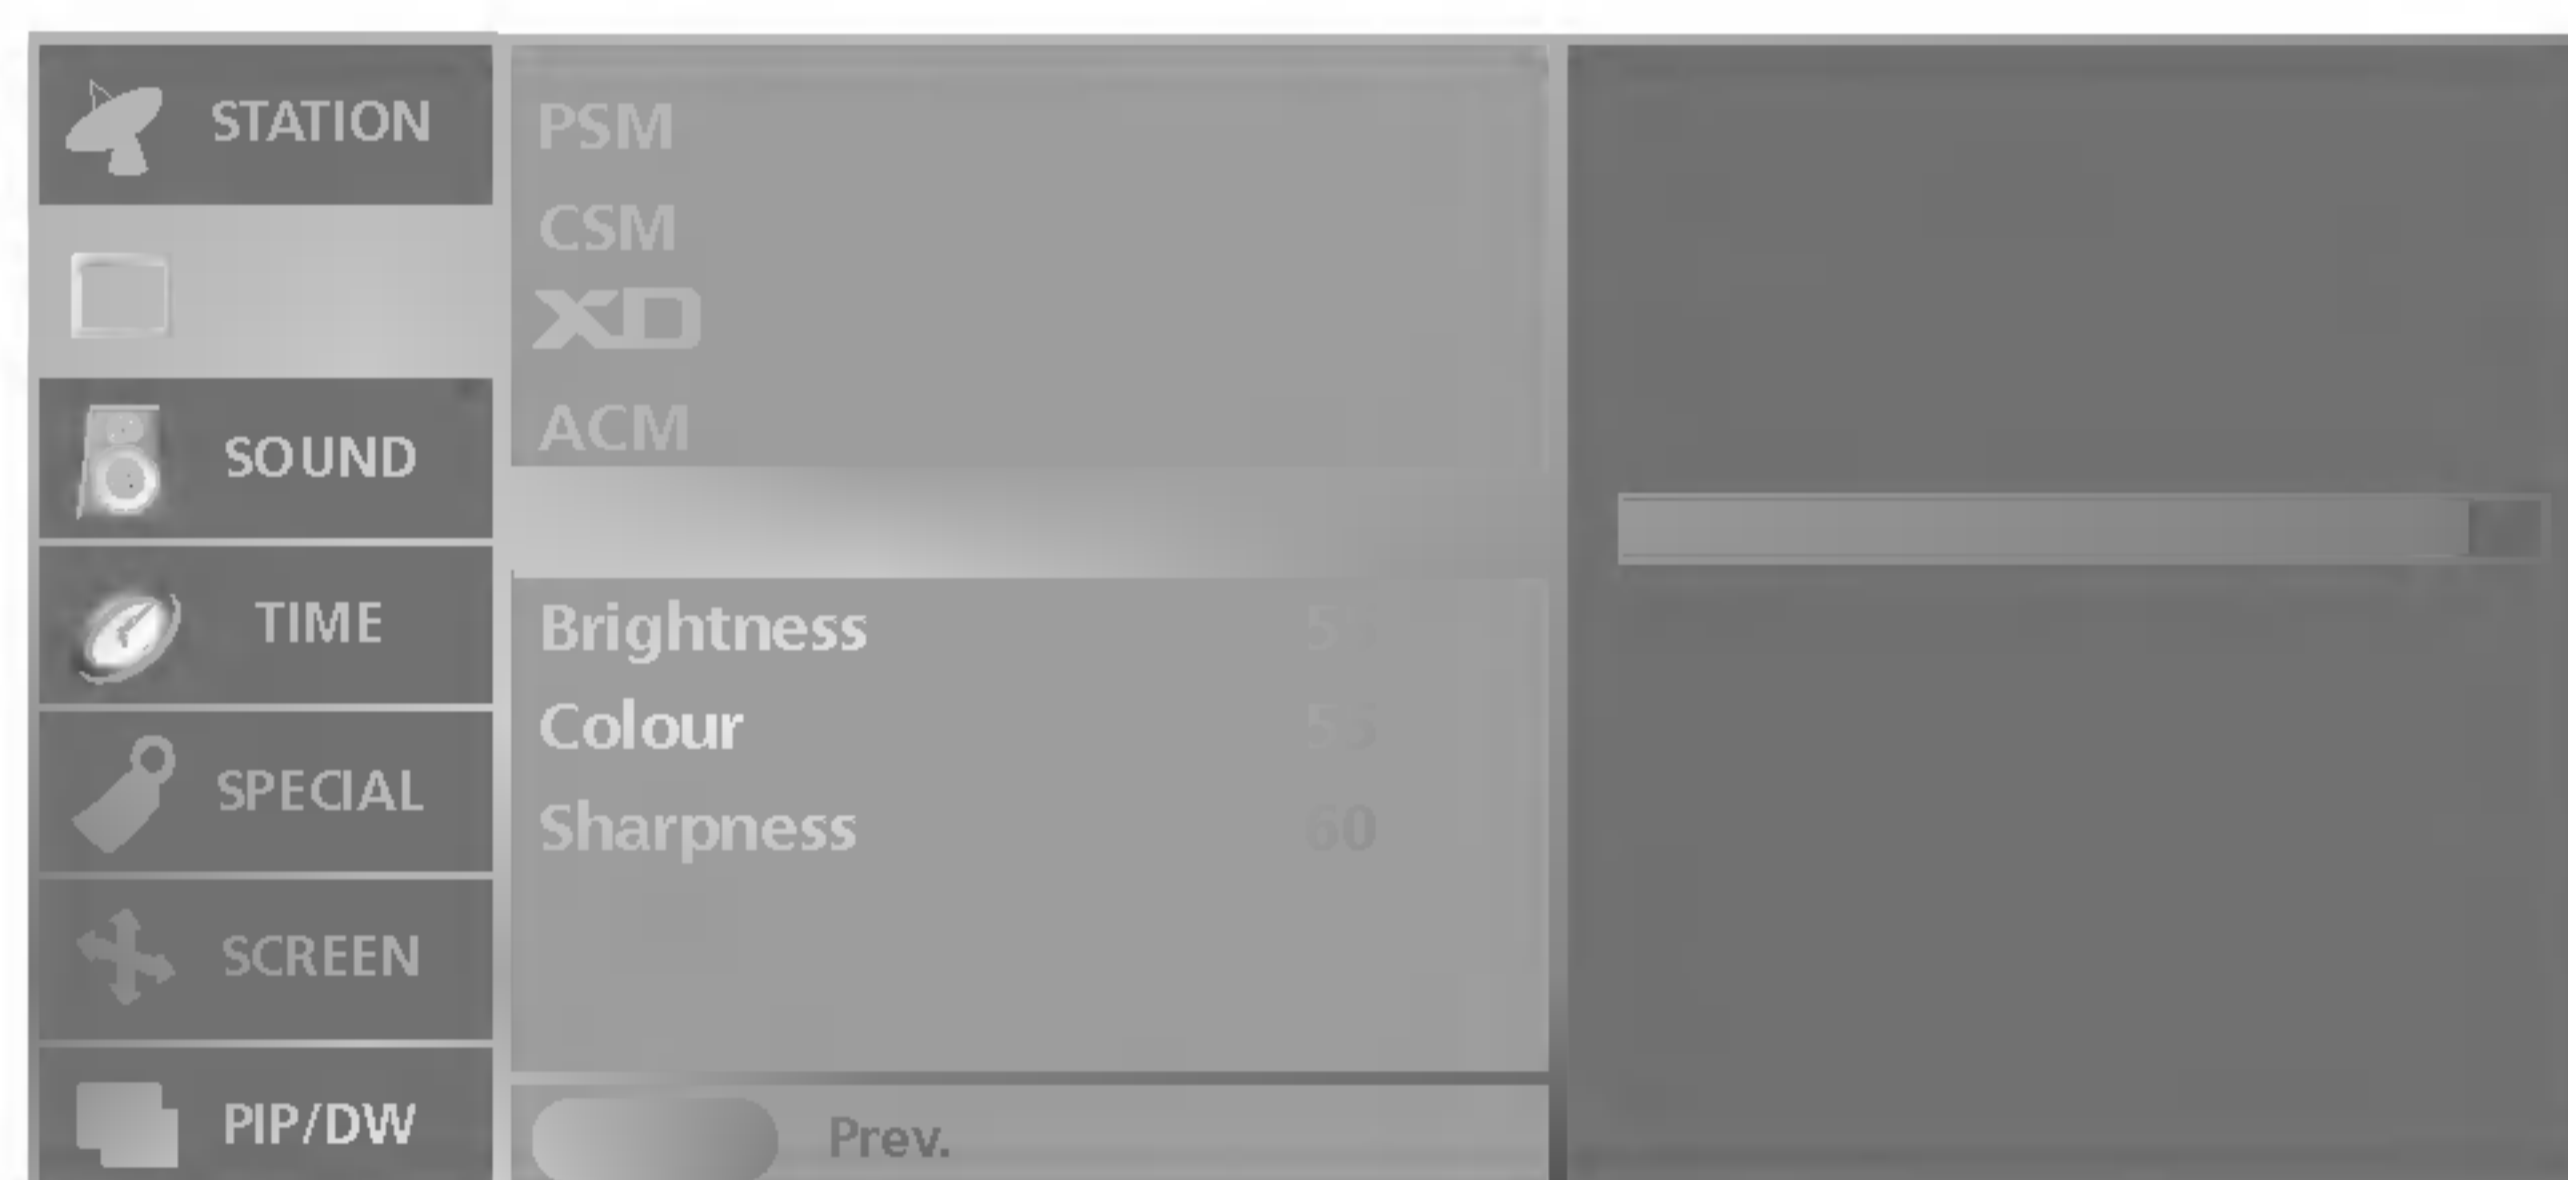 STATION
SOUND
TIME
SPECIAL
SCREEN
PIP/DW
PSM
CSM
XD
ACM
Brightness
Colour
Sharpness 60
Prev.